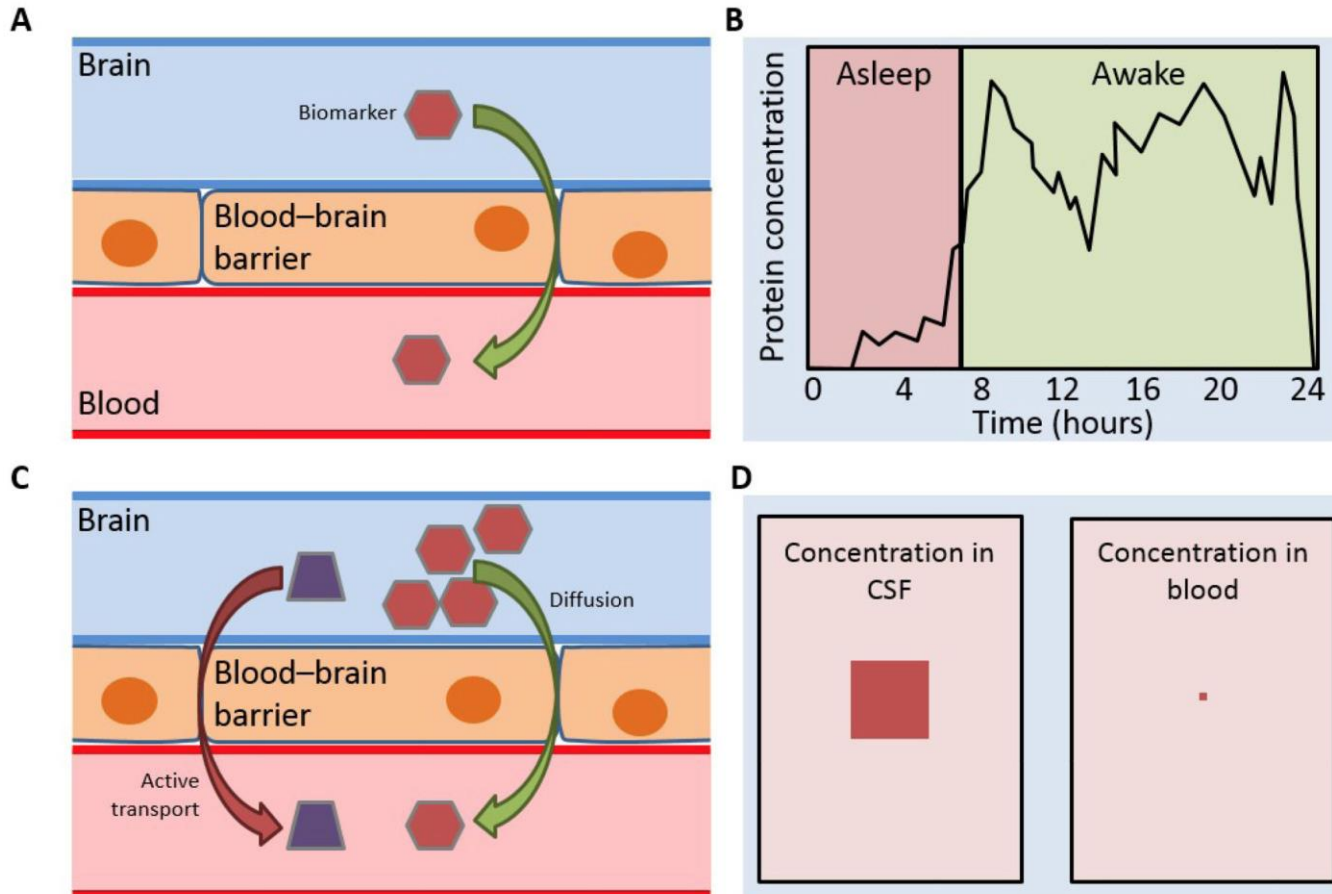 A
Brain
Biomarker
Blood–brain
barrier
Blood
B
Asleep
Awake
Protein concentration
0 4 8 12 16 20 24
Time (hours)
C
Brain
Diffusion
Blood–brain
barrier
Active
transport
D
Concentration in
CSF
Concentration in
blood